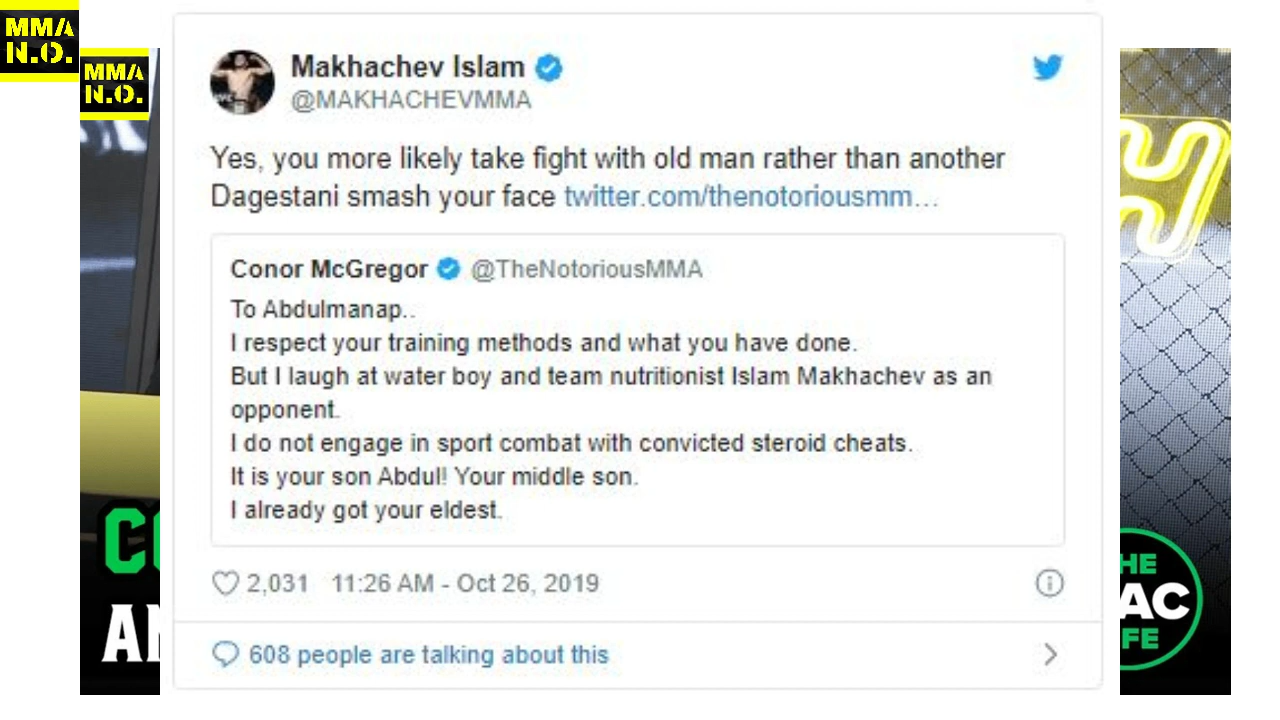 MMA
N.O.
MMA
N.O.
Makhachev Islam
@MAKHACHEVMMA
Yes, you more likely take fight with old man rather than another
Dagestani smash your face twitter.com/thenotoriousmm...
Conor McGregor @TheNotoriousMMA
To Abdulmanap..
I respect your training methods and what you have done.
But I laugh at water boy and team nutritionist Islam Makhachev as an
opponent.
I do not engage in sport combat with convicted steroid cheats.
It is your son Abdul! Your middle son.
I already got your eldest.
2,031 11:26 AM - Oct 26, 2019
608 people are talking about this
HE
AC
FE